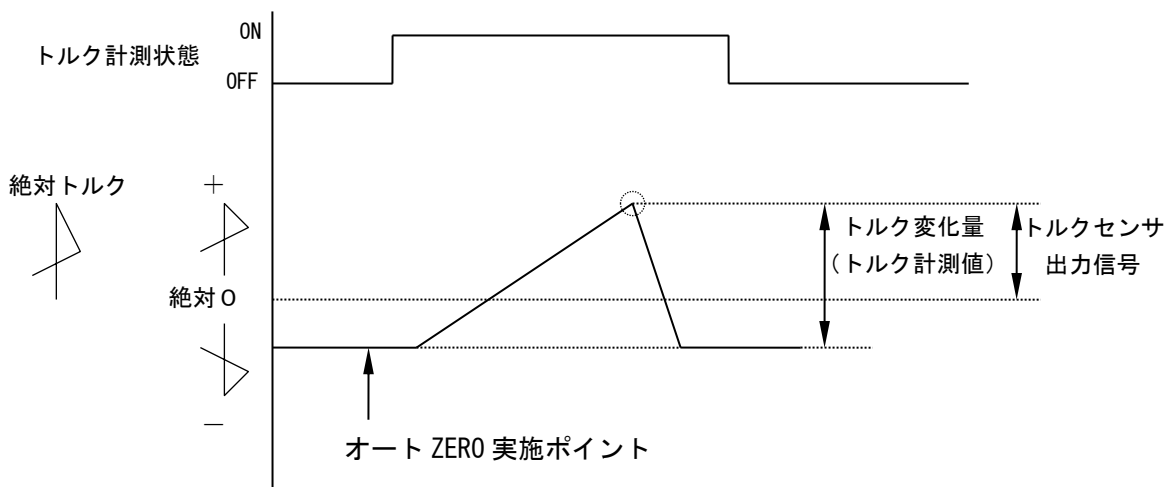 ON
トルク計測状態
OFF
絶対トルク
+
トルク変化量
(トルク計測値)
トルクセンサ
出力信号
絶対0
−
オート ZERO 実施ポイント